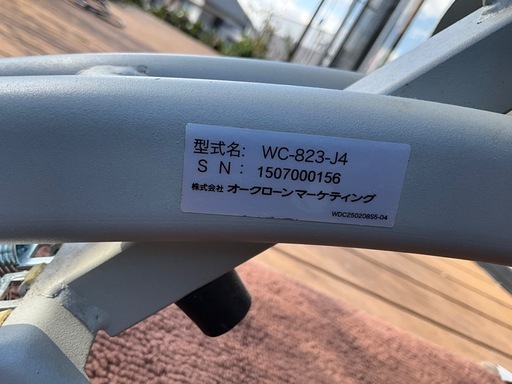 型式名: WC-823-J4
S N: 1507000156
株式会社 オークローンマーケティング
WDCZ5020855-04